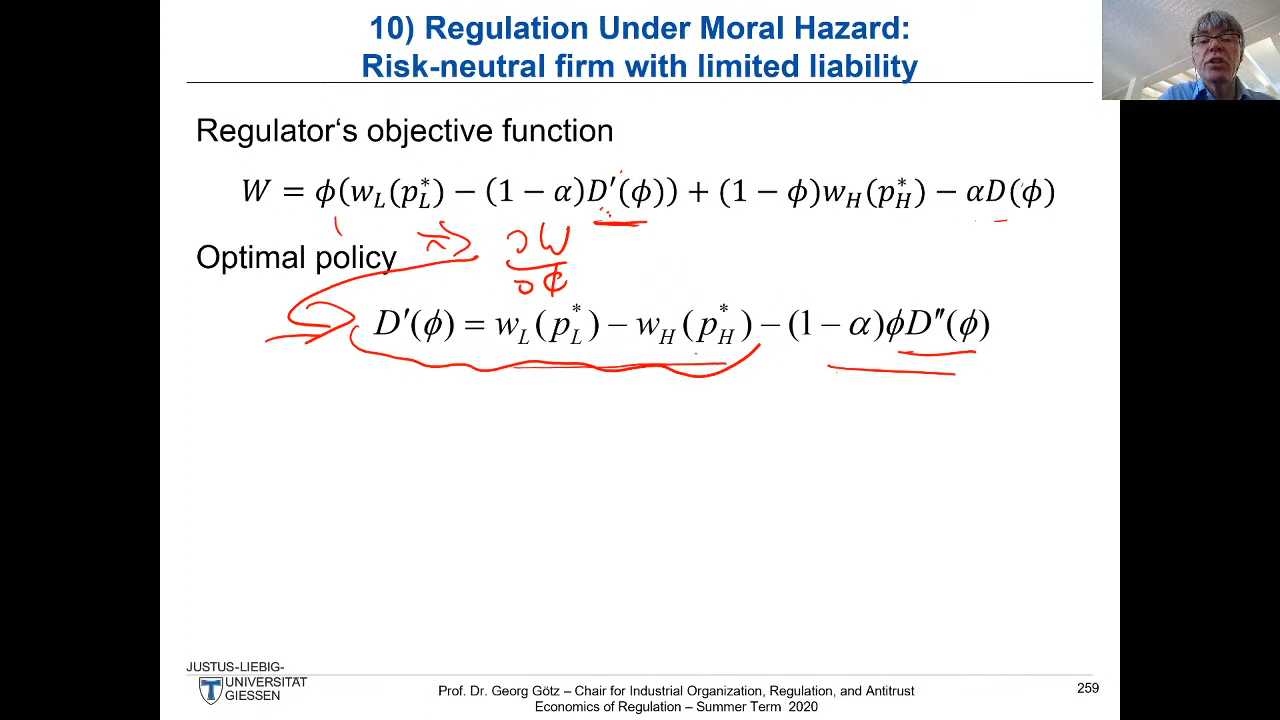 10) Regulation Under Moral Hazard:
Risk-neutral firm with limited liability
Regulator‘s objective function
W = ϕ(w_L(p_L^*) − (1 − α)D′(ϕ)) + (1 − ϕ)w_H(p_H^*) − αD(ϕ)
Optimal policy
⇒ ∂W/∂ϕ
D′(ϕ) = w_L(p_L^*) − w_H(p_H^*) − (1 − α)ϕD″(ϕ)
JUSTUS-LIEBIG-
UNIVERSITÄT
GIESSEN
Prof. Dr. Georg Götz – Chair for Industrial Organization, Regulation, and Antitrust
Economics of Regulation – Summer Term 2020
259